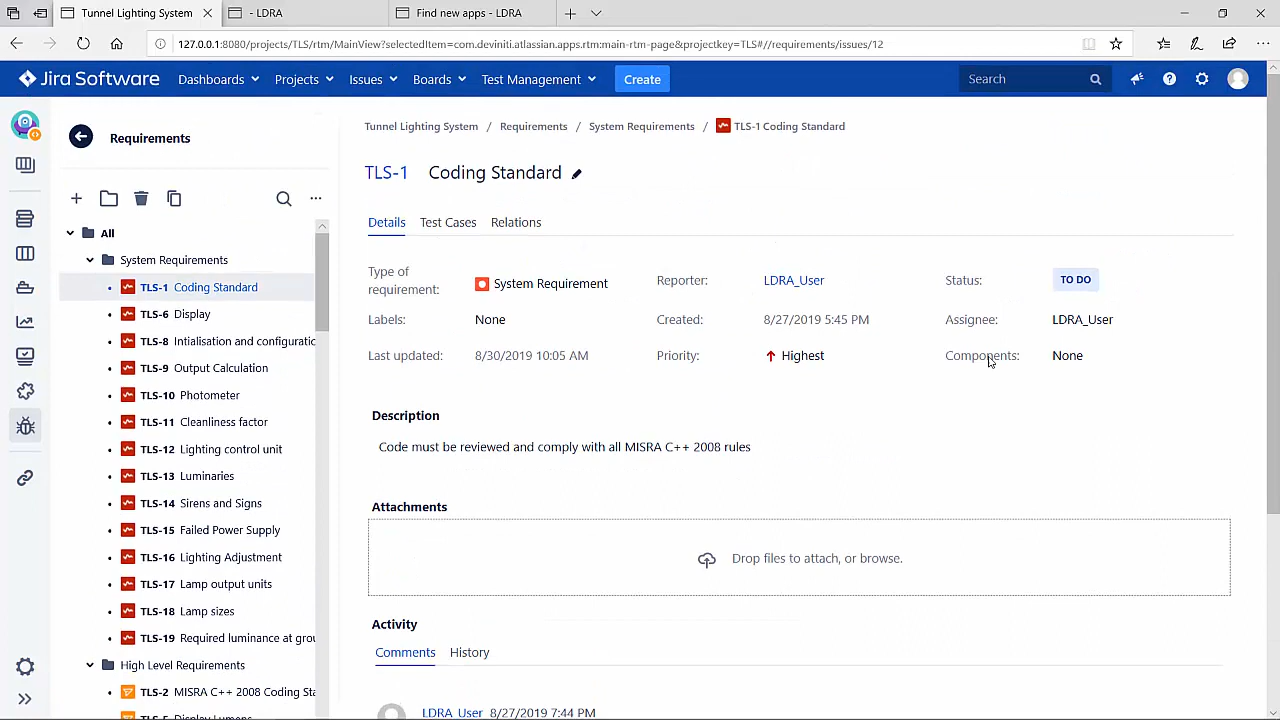 Tunnel Lighting System
- LDRA
Find new apps - LDRA
127.0.0.1:8080/projects/TLS/rtm/MainView?selectedItem=com.deviniti.atlassian.apps.rtm:main-rtm-page&projectkey=TLS#//requirements/issues/12
Jira Software Dashboards Projects Issues Boards Test Management Create Search
Requirements
Tunnel Lighting System / Requirements / System Requirements / TLS-1 Coding Standard
TLS-1 Coding Standard
Details Test Cases Relations
All
System Requirements
TLS-1 Coding Standard
TLS-6 Display
TLS-8 Intialisation and configuratio
TLS-9 Output Calculation
TLS-10 Photometer
TLS-11 Cleanliness factor
TLS-12 Lighting control unit
TLS-13 Luminaries
TLS-14 Sirens and Signs
TLS-15 Failed Power Supply
TLS-16 Lighting Adjustment
TLS-17 Lamp output units
TLS-18 Lamp sizes
TLS-19 Required luminance at grou
High Level Requirements
TLS-2 MISRA C++ 2008 Coding Sta
TLS-5 Display Lumens
Type of requirement: System Requirement
Reporter: LDRA_User
Status: TO DO
Labels: None
Created: 8/27/2019 5:45 PM
Assignee: LDRA_User
Last updated: 8/30/2019 10:05 AM
Priority: Highest
Components: None
Description
Code must be reviewed and comply with all MISRA C++ 2008 rules
Attachments
Drop files to attach, or browse.
Activity
Comments History
LDRA_User 8/27/2019 7:44 PM